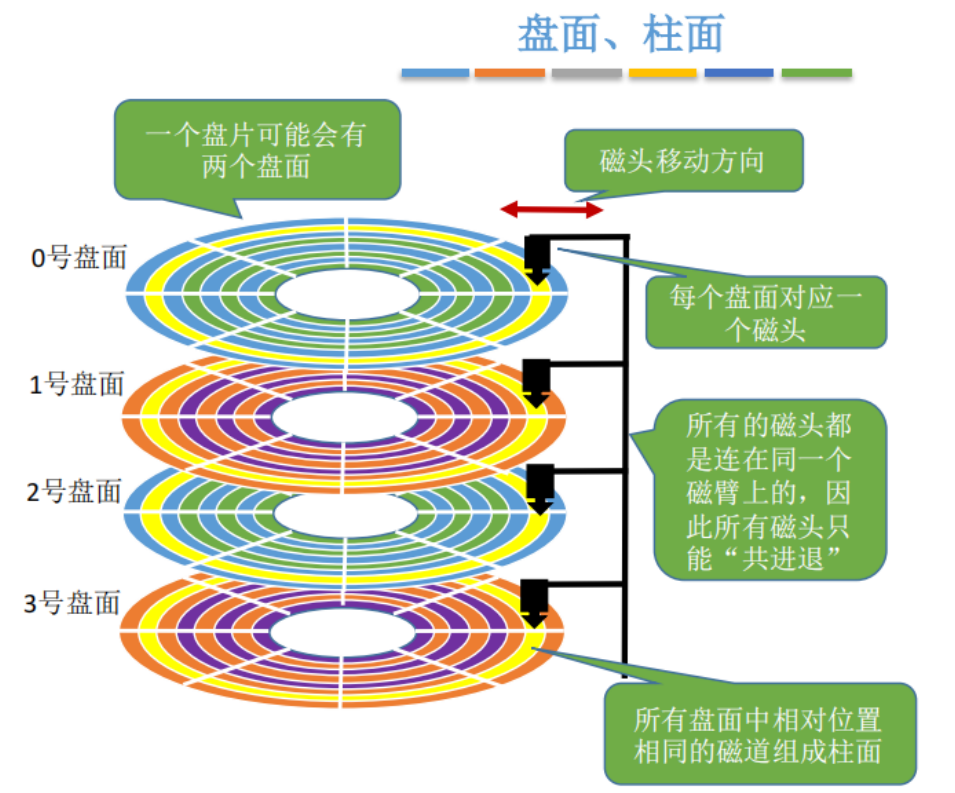 盘面、柱面
一个盘片可能会有
两个盘面
磁头移动方向
0号盘面
每个盘面对应一
个磁头
1号盘面
所有的磁头都
是连在同一个
磁臂上的，因
此所有磁头只
能“共进退”
2号盘面
3号盘面
所有盘面中相对位置
相同的磁道组成柱面